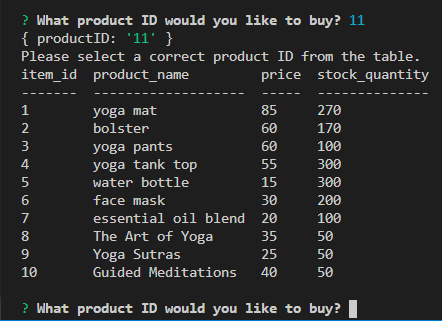 ? What product ID would you like to buy? 11
{ productID: '11' }
Please select a correct product ID from the table.
item_id  product_name         price  stock_quantity
-------  -------------------  -----  --------------
1        yoga mat             85     270
2        bolster              60     170
3        yoga pants           60     100
4        yoga tank top        55     300
5        water bottle         15     300
6        face mask            30     200
7        essential oil blend  20     100
8        The Art of Yoga      35     50
9        Yoga Sutras          25     50
10       Guided Meditations   40     50
? What product ID would you like to buy?